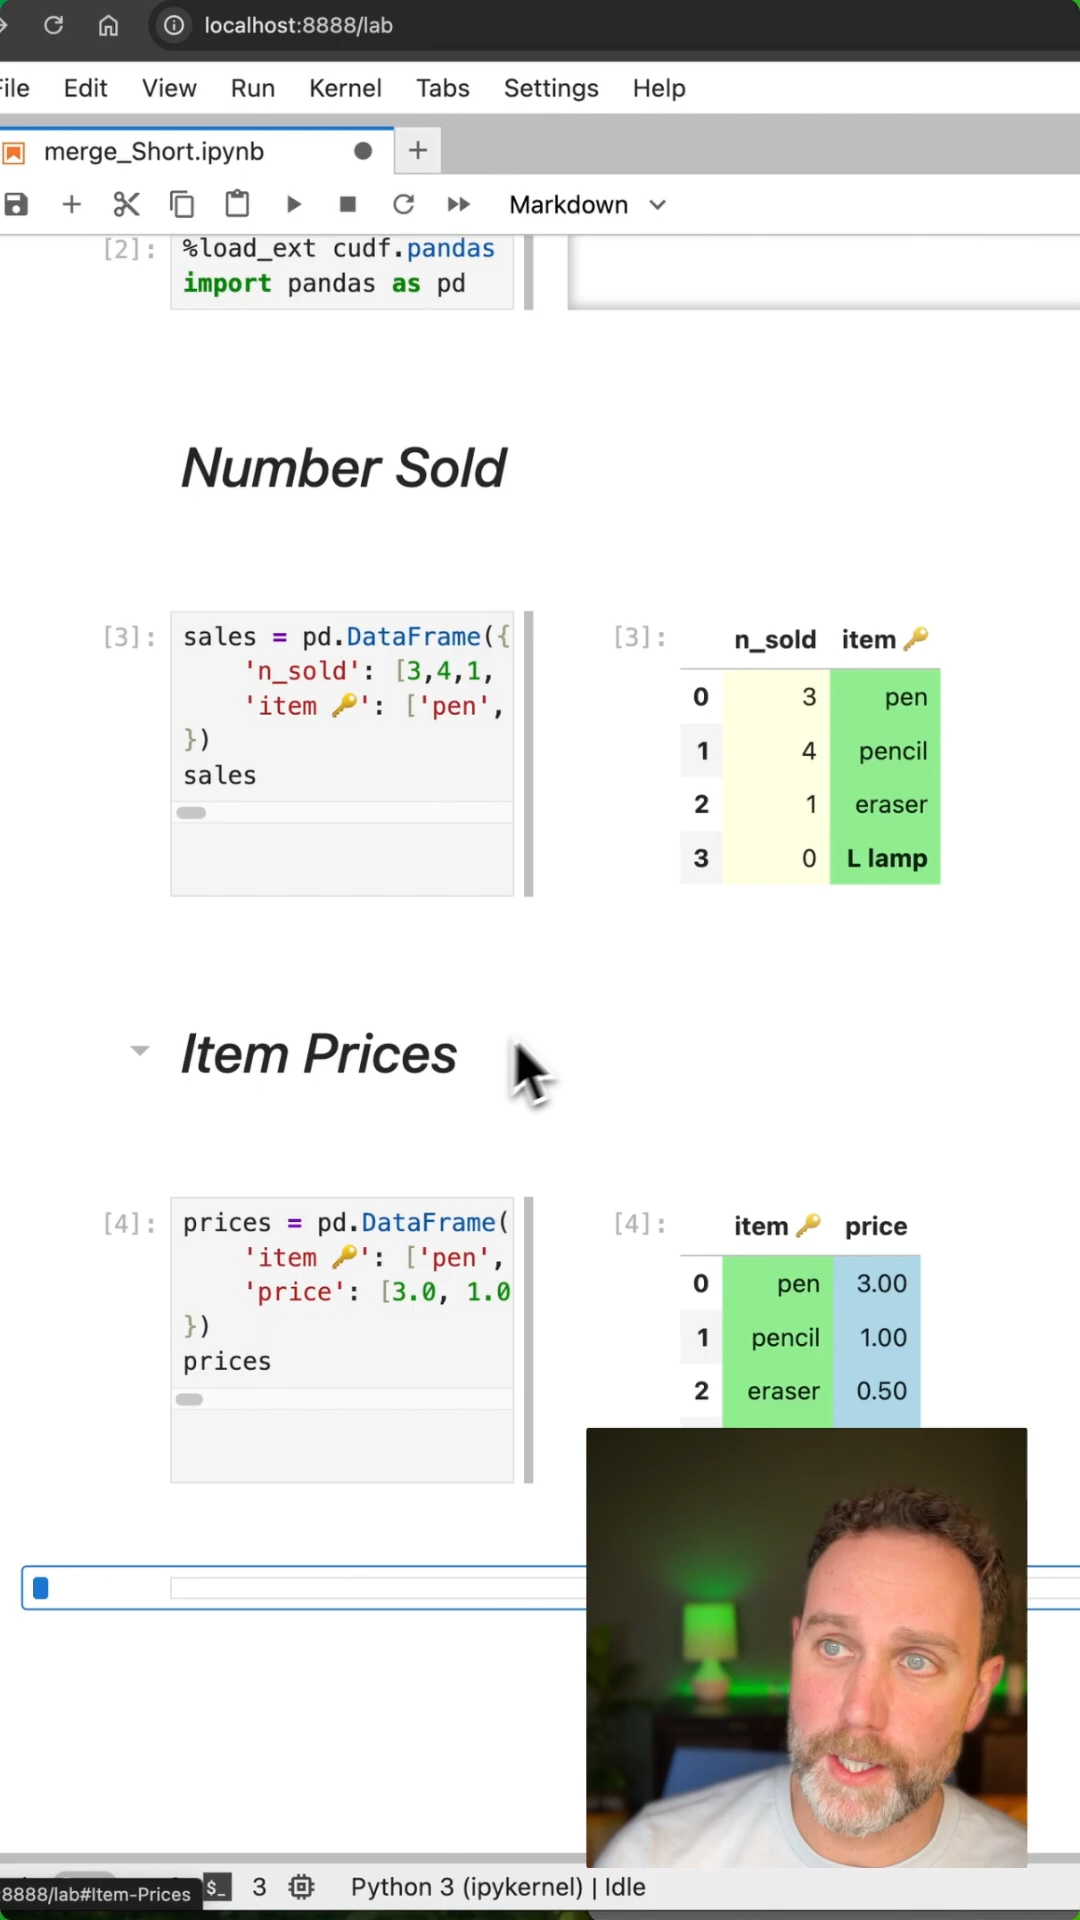 localhost:8888/lab
File Edit View Run Kernel Tabs Settings Help
merge_Short.ipynb
Markdown
[2]: %load_ext cudf.pandas
import pandas as pd
Number Sold
[3]: sales = pd.DataFrame({
'n_sold': [3,4,1,
'item 🔑': ['pen',
})
sales
[3]: n_sold item 🔑
0 3 pen
1 4 pencil
2 1 eraser
3 0 L lamp
Item Prices
[4]: prices = pd.DataFrame(
'item 🔑': ['pen',
'price': [3.0, 1.0
})
prices
[4]: item 🔑 price
0 pen 3.00
1 pencil 1.00
2 eraser 0.50
:8888/lab#Item-Prices $_ 3 Python 3 (ipykernel) | Idle